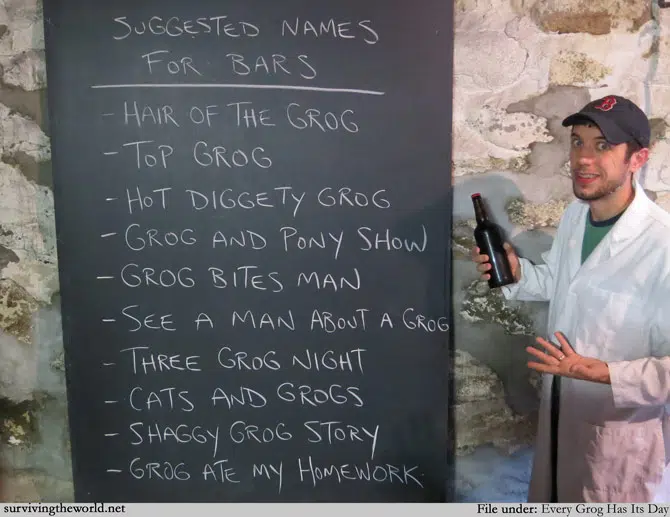 SUGGESTED NAMES
FOR BARS
- HAIR OF THE GROG
- TOP GROG
- HOT DIGGETY GROG
- GROG AND PONY SHOW
- GROG BITES MAN
- SEE A MAN ABOUT A GROG
- THREE GROG NIGHT
- CATS AND GROGS
- SHAGGY GROG STORY
- GROG ATE MY HOMEWORK
B
survivingtheworld.net
File under: Every Grog Has Its Day